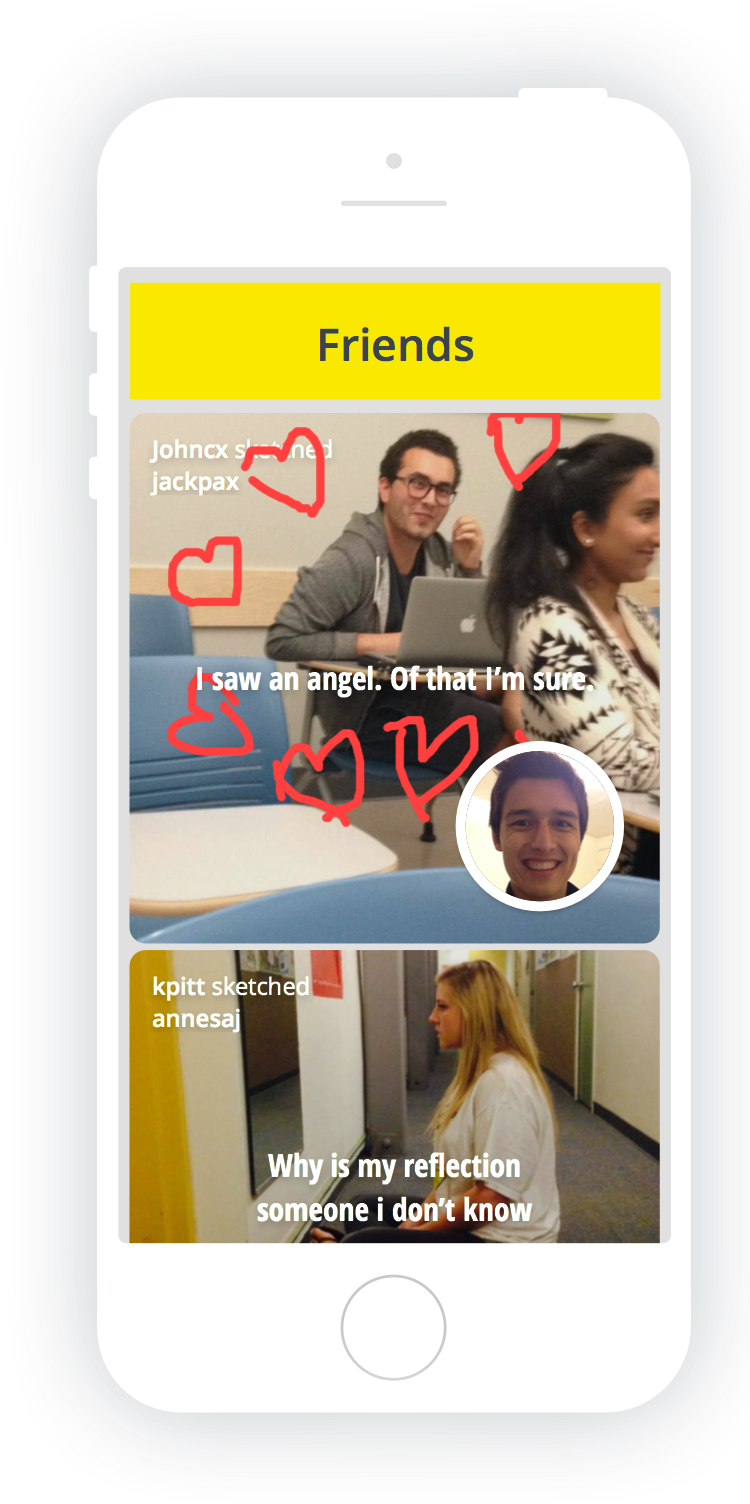 Friends
Johncx sketched
jackpax
I saw an angel. Of that I'm sure.
kpitt sketched
annesaj
Why is my reflection
someone i don't know